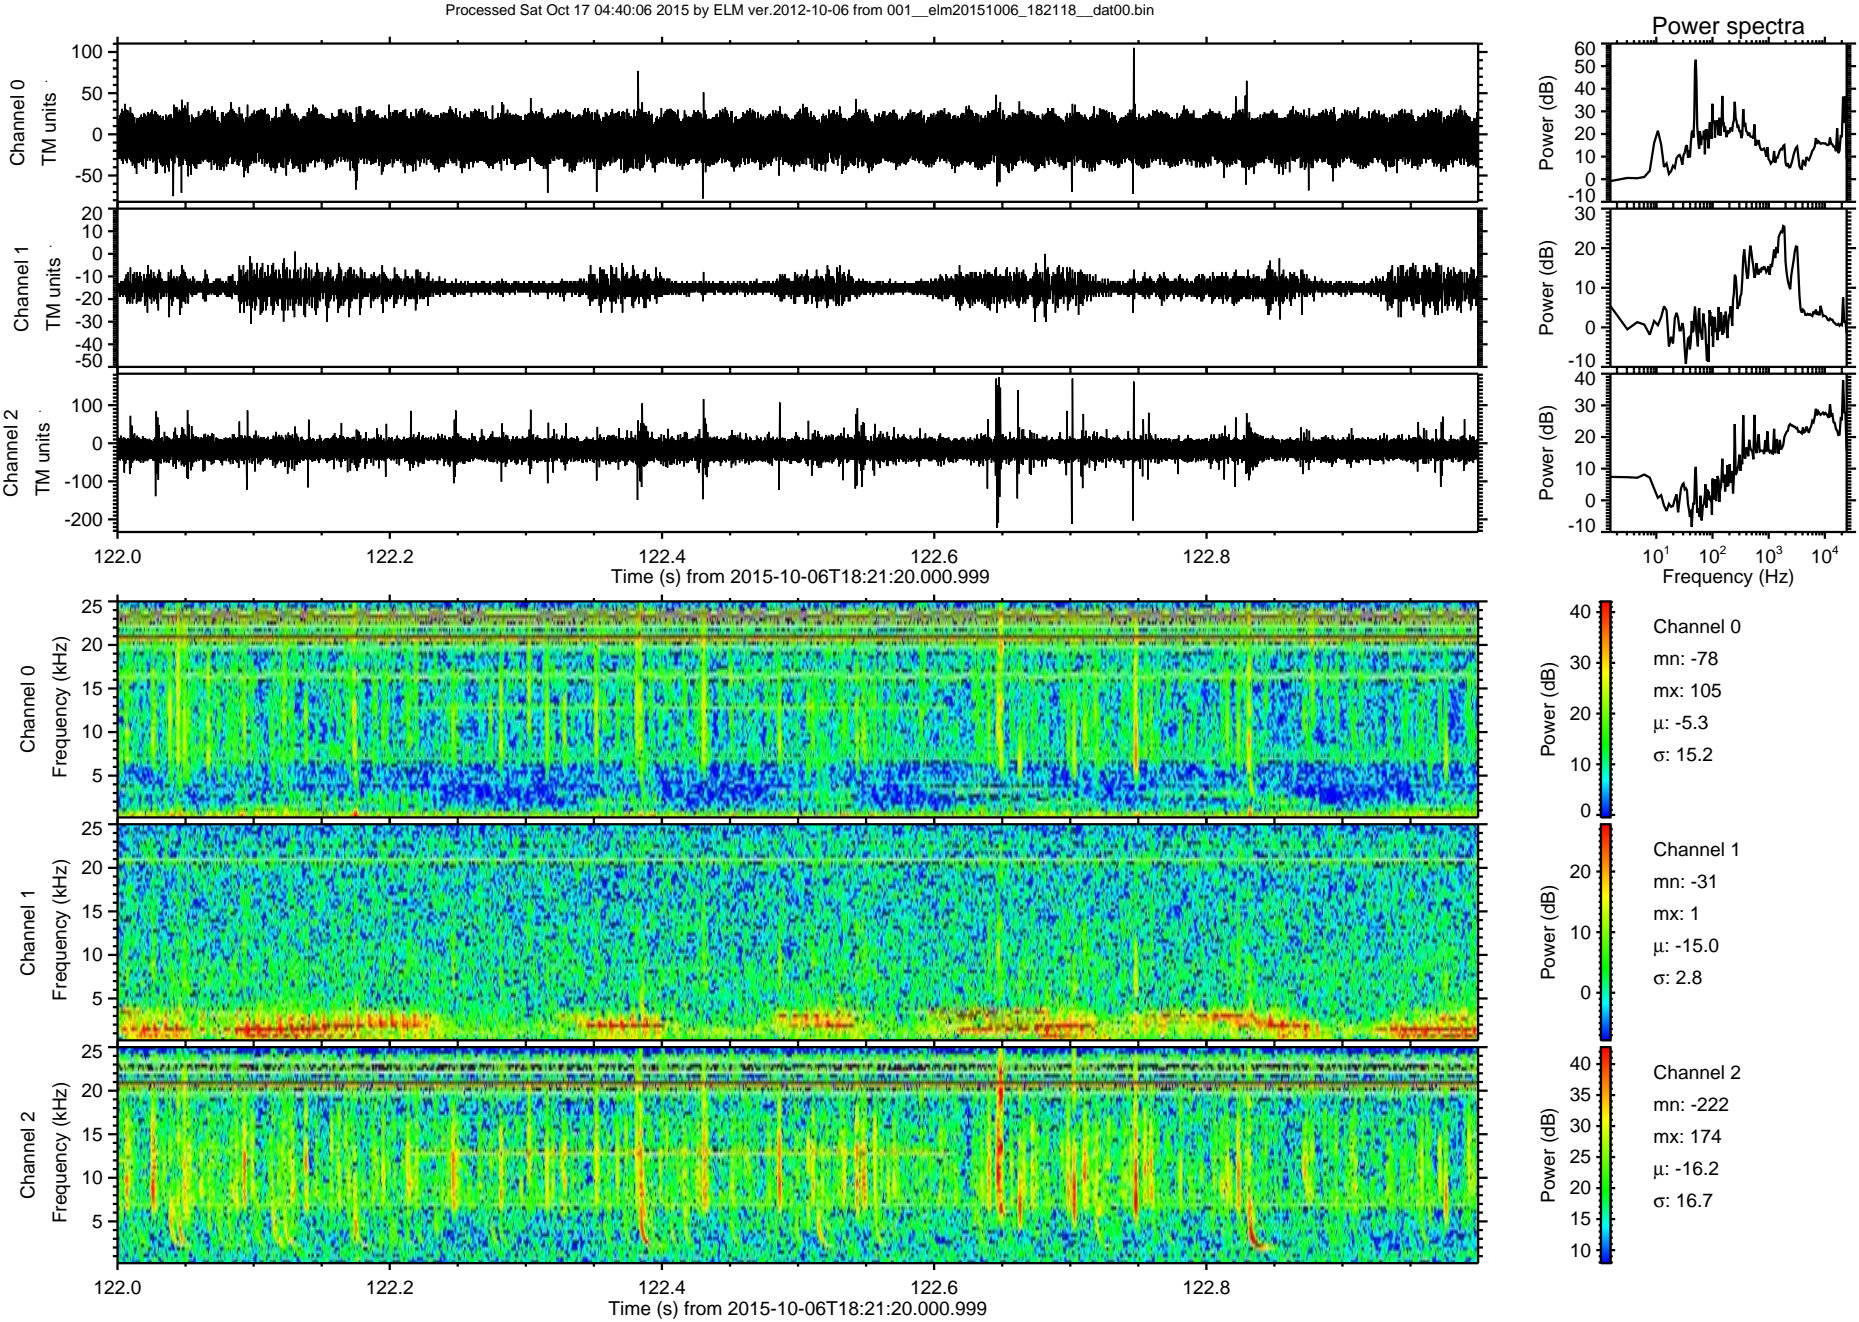 Processed Sat Oct 17 04:40:06 2015 by ELM ver.2012-10-06 from 001__elm20151006_182118__dat00.bin
Power spectra
Channel 0
TM units
100
50
0
-50
Power (dB)
60
50
40
30
20
10
0
-10
Channel 1
TM units
20
10
0
-10
-20
-30
-40
-50
Power (dB)
30
20
10
0
-10
Channel 2
TM units
100
0
-100
-200
Power (dB)
40
30
20
10
0
-10
122.0 122.2 122.4 122.6 122.8
Time (s) from 2015-10-06T18:21:20.000.999
10^1 10^2 10^3 10^4
Frequency (Hz)
Channel 0
Frequency (kHz)
25
20
15
10
5
Power (dB)
40
30
20
10
0
Channel 0
mn: -78
mx: 105
μ: -5.3
σ: 15.2
Channel 1
Frequency (kHz)
25
20
15
10
5
Power (dB)
20
10
0
Channel 1
mn: -31
mx: 1
μ: -15.0
σ: 2.8
Channel 2
Frequency (kHz)
25
20
15
10
5
Power (dB)
40
35
30
25
20
15
10
Channel 2
mn: -222
mx: 174
μ: -16.2
σ: 16.7
122.0 122.2 122.4 122.6 122.8
Time (s) from 2015-10-06T18:21:20.000.999